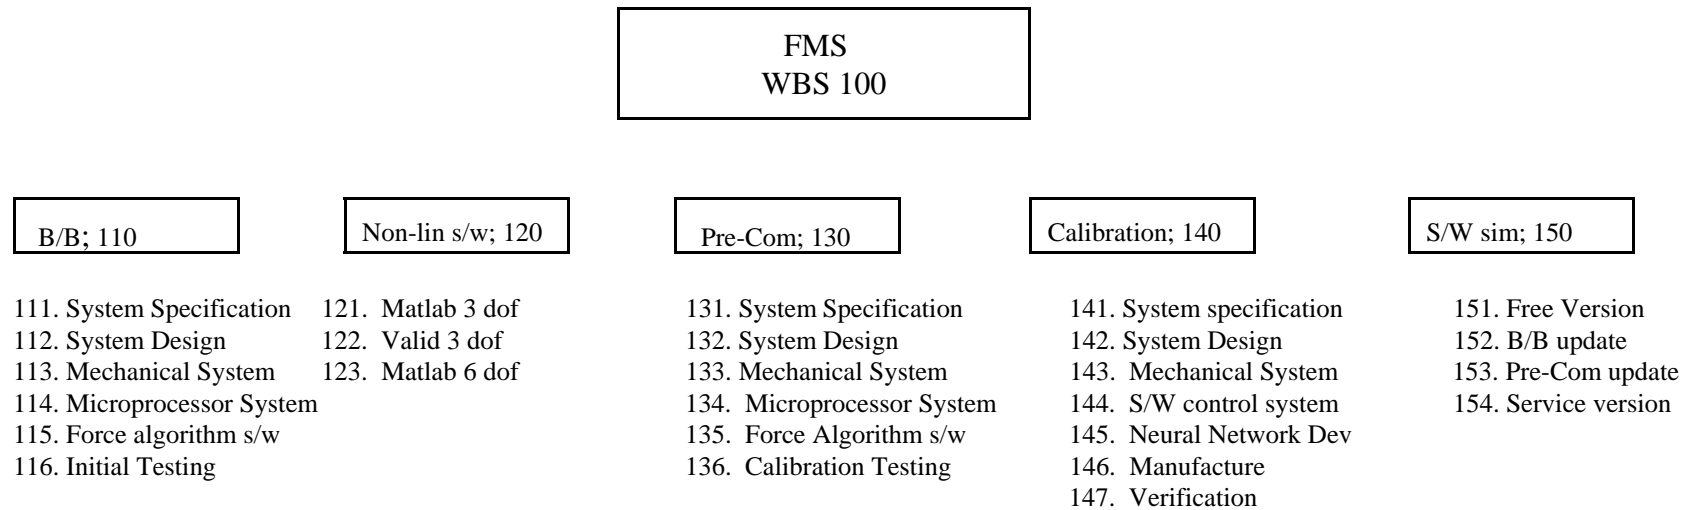 FMS
WBS 100
B/B; 110
Non-lin s/w; 120
Pre-Com; 130
Calibration; 140
S/W sim; 150
111. System Specification
112. System Design
113. Mechanical System
114. Microprocessor System
115. Force algorithm s/w
116. Initial Testing
121. Matlab 3 dof
122. Valid 3 dof
123. Matlab 6 dof
131. System Specification
132. System Design
133. Mechanical System
134. Microprocessor System
135. Force Algorithm s/w
136. Calibration Testing
141. System specification
142. System Design
143. Mechanical System
144. S/W control system
145. Neural Network Dev
146. Manufacture
147. Verification
151. Free Version
152. B/B update
153. Pre-Com update
154. Service version